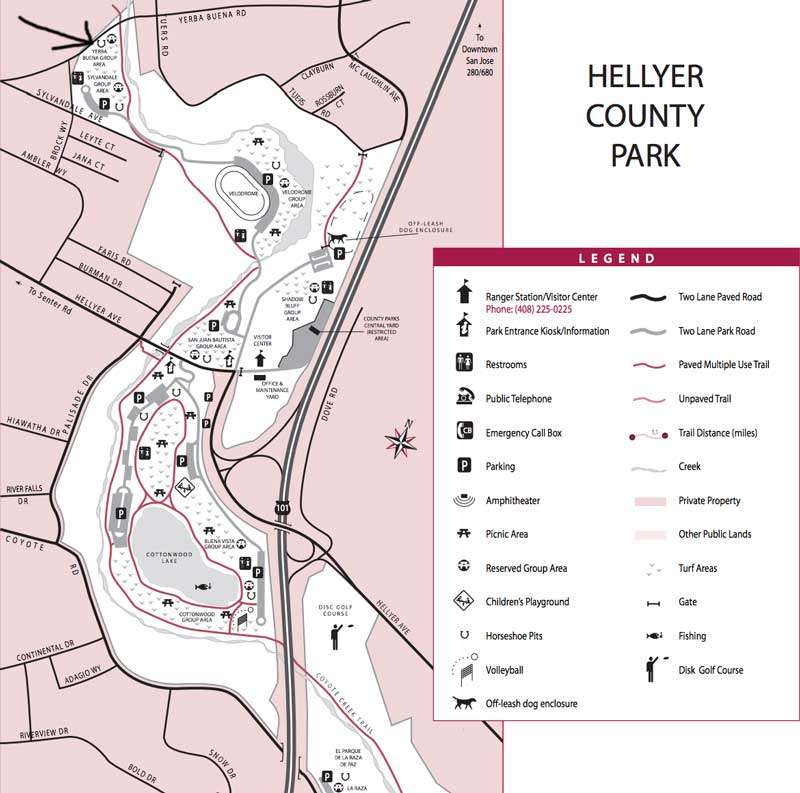 YERBA BUENA RD
TUERS RD
To
Downtown
San Jose
280/680
HELLYER
COUNTY
PARK
YERBA
BUENA GROUP
AREA
SYLVANDALE
GROUP
AREA
P
CLAYBURN
MC LAUGHLIN AVE
TUERS
RD
ROSSBURN
CT
SYLVANDALE AVE
BROCK WY
LEYTE CT
JANA CT
AMBLER WY
P
VELODROME
VELODROME
GROUP
AREA
OFF-LEASH
DOG ENCLOSURE
P
FARIS RD
BURMAN DR
To Senter Rd
HELLYER AVE
SHADOW
BLUFF
GROUP
AREA
COUNTY PARKS
CENTRAL YARD
(RESTRICTED
AREA)
P
SAN JUAN BAUTISTA
GROUP AREA
VISITOR
CENTER
OFFICE &
MAINTENANCE
YARD
DOVE RD
PALISADE DR
HIAWATHA DR
RIVER FALLS
DR
COYOTE RD
P
P
P
P
P
N
101
COTTONWOOD
LAKE
BUENA VISTA
GROUP AREA
P
COTTONWOOD
GROUP AREA
DISC GOLF
COURSE
HELLYER AVE
CONTINENTAL DR
ADAGIO WY
RIVERVIEW DR
BOLD DR
SNOW DR
COYOTE CREEK TRAIL
EL PARQUE
DE LA RAZA
DE PAZ
P
LA RAZA
LEGEND
Ranger Station/Visitor Center
Phone: (408) 225-0225
Park Entrance Kiosk/Information
Restrooms
Public Telephone
CB Emergency Call Box
P Parking
Amphitheater
Picnic Area
Reserved Group Area
Children's Playground
Horseshoe Pits
Volleyball
Off-leash dog enclosure
Two Lane Paved Road
Two Lane Park Road
Paved Multiple Use Trail
Unpaved Trail
Trail Distance (miles)
Creek
Private Property
Other Public Lands
Turf Areas
Gate
Fishing
Disk Golf Course